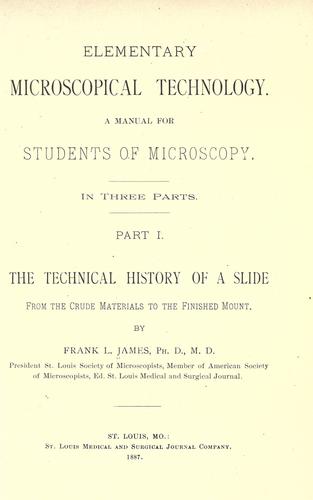 ELEMENTARY
MICROSCOPICAL TECHNOLOGY.
A MANUAL FOR
STUDENTS OF MICROSCOPY.
IN THREE PARTS.
PART I.
THE TECHNICAL HISTORY OF A SLIDE
FROM THE CRUDE MATERIALS TO THE FINISHED MOUNT.
BY
FRANK L. JAMES, PH. D., M. D.
President St. Louis Society of Microscopists, Member of American Society
of Microscopists, Ed. St. Louis Medical and Surgical Journal.
ST. LOUIS, MO.:
ST. LOUIS MEDICAL AND SURGICAL JOURNAL COMPANY.
1887.